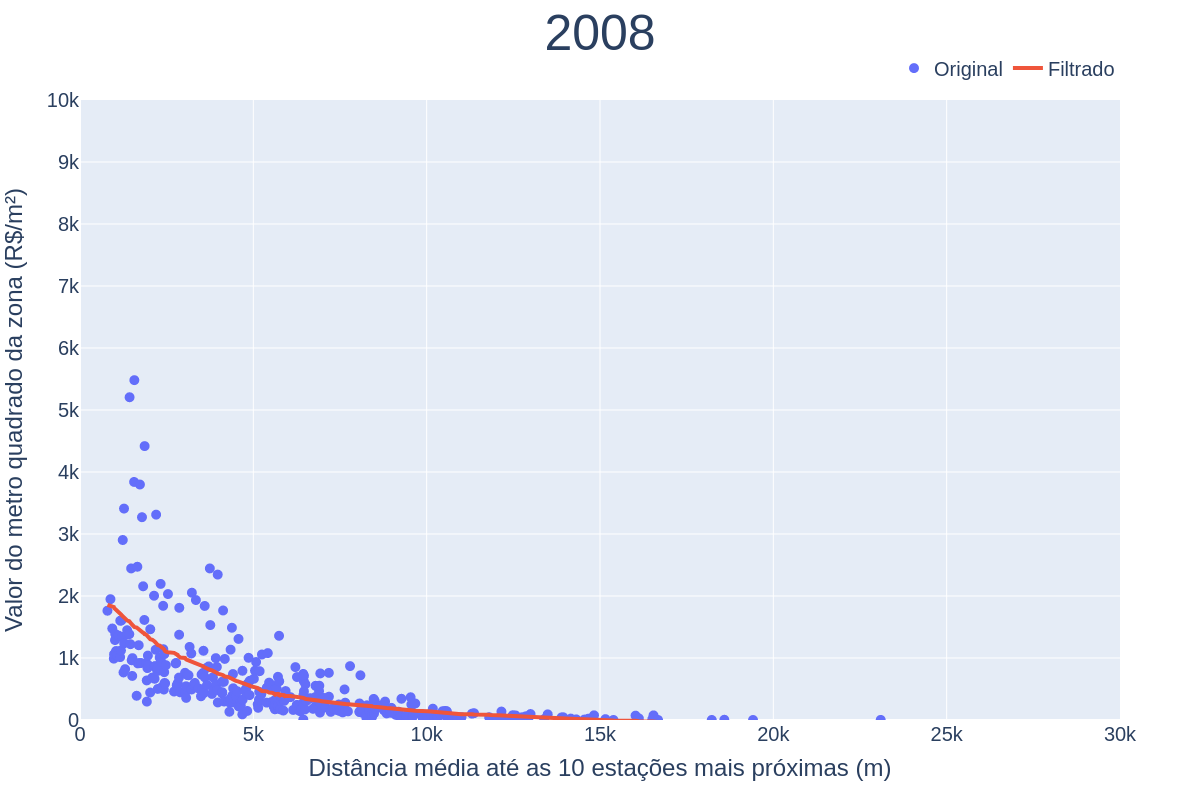 2008
Original
Filtrado
10k
9k
8k
7k
6k
5k
4k
3k
2k
1k
0
Valor do metro quadrado da zona (R$/m²)
0
5k
10k
15k
20k
25k
30k
Distância média até as 10 estações mais próximas (m)